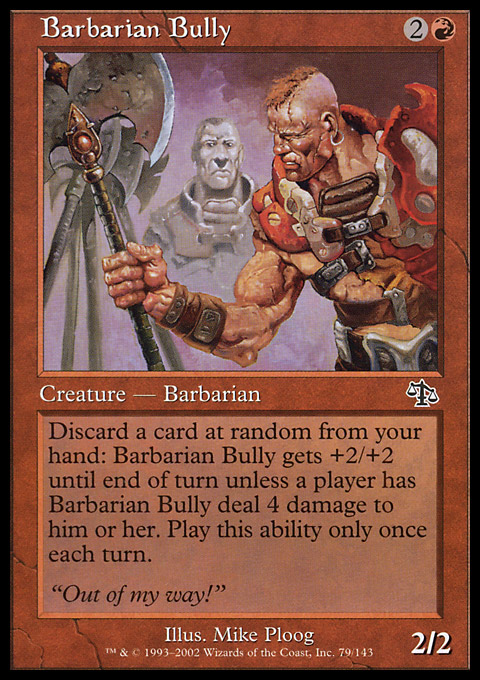 Barbarian Bully 2
Creature — Barbarian
Discard a card at random from your
hand: Barbarian Bully gets +2/+2
until end of turn unless a player has
Barbarian Bully deal 4 damage to
him or her. Play this ability only once
each turn.
“Out of my way!”
Illus. Mike Ploog
™ & © 1993–2002 Wizards of the Coast, Inc. 79/143
2/2